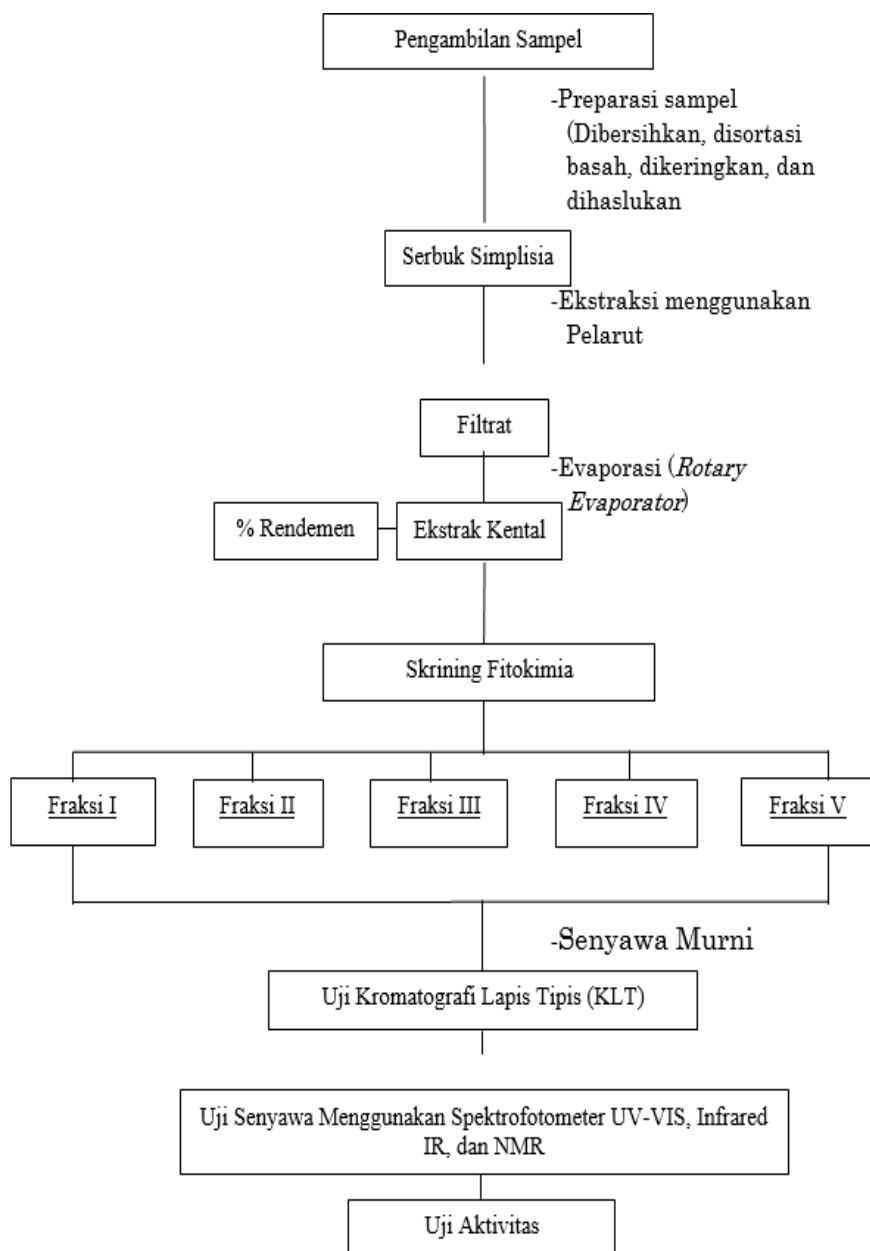 Pengambilan Sampel
-Preparasi sampel
(Dibersihkan, disortasi
basah, dikeringkan, dan
dihaslukan
Serbuk Simplisia
-Ekstraksi menggunakan
Pelarut
Filtrat
-Evaporasi (Rotary
Evaporator)
% Rendemen
Ekstrak Kental
Skrining Fitokimia
Fraksi I
Fraksi II
Fraksi III
Fraksi IV
Fraksi V
-Senyawa Murni
Uji Kromatografi Lapis Tipis (KLT)
Uji Senyawa Menggunakan Spektrofotometer UV-VIS, Infrared
IR, dan NMR
Uji Aktivitas